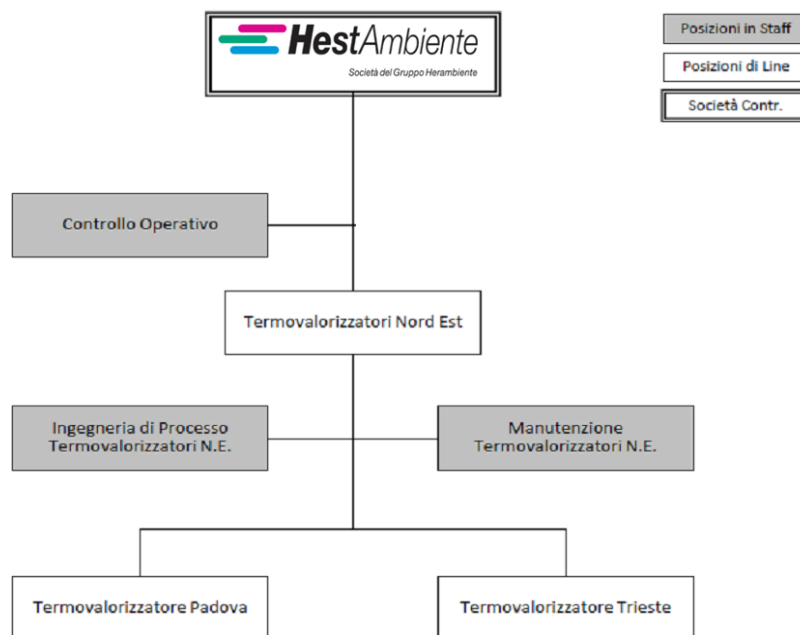 HestAmbiente
Società del Gruppo Herambiente
Posizioni in Staff
Posizioni di Line
Società Contr.
Controllo Operativo
Termovalorizzatori Nord Est
Ingegneria di Processo
Termovalorizzatori N.E.
Manutenzione
Termovalorizzatori N.E.
Termovalorizzatore Padova
Termovalorizzatore Trieste